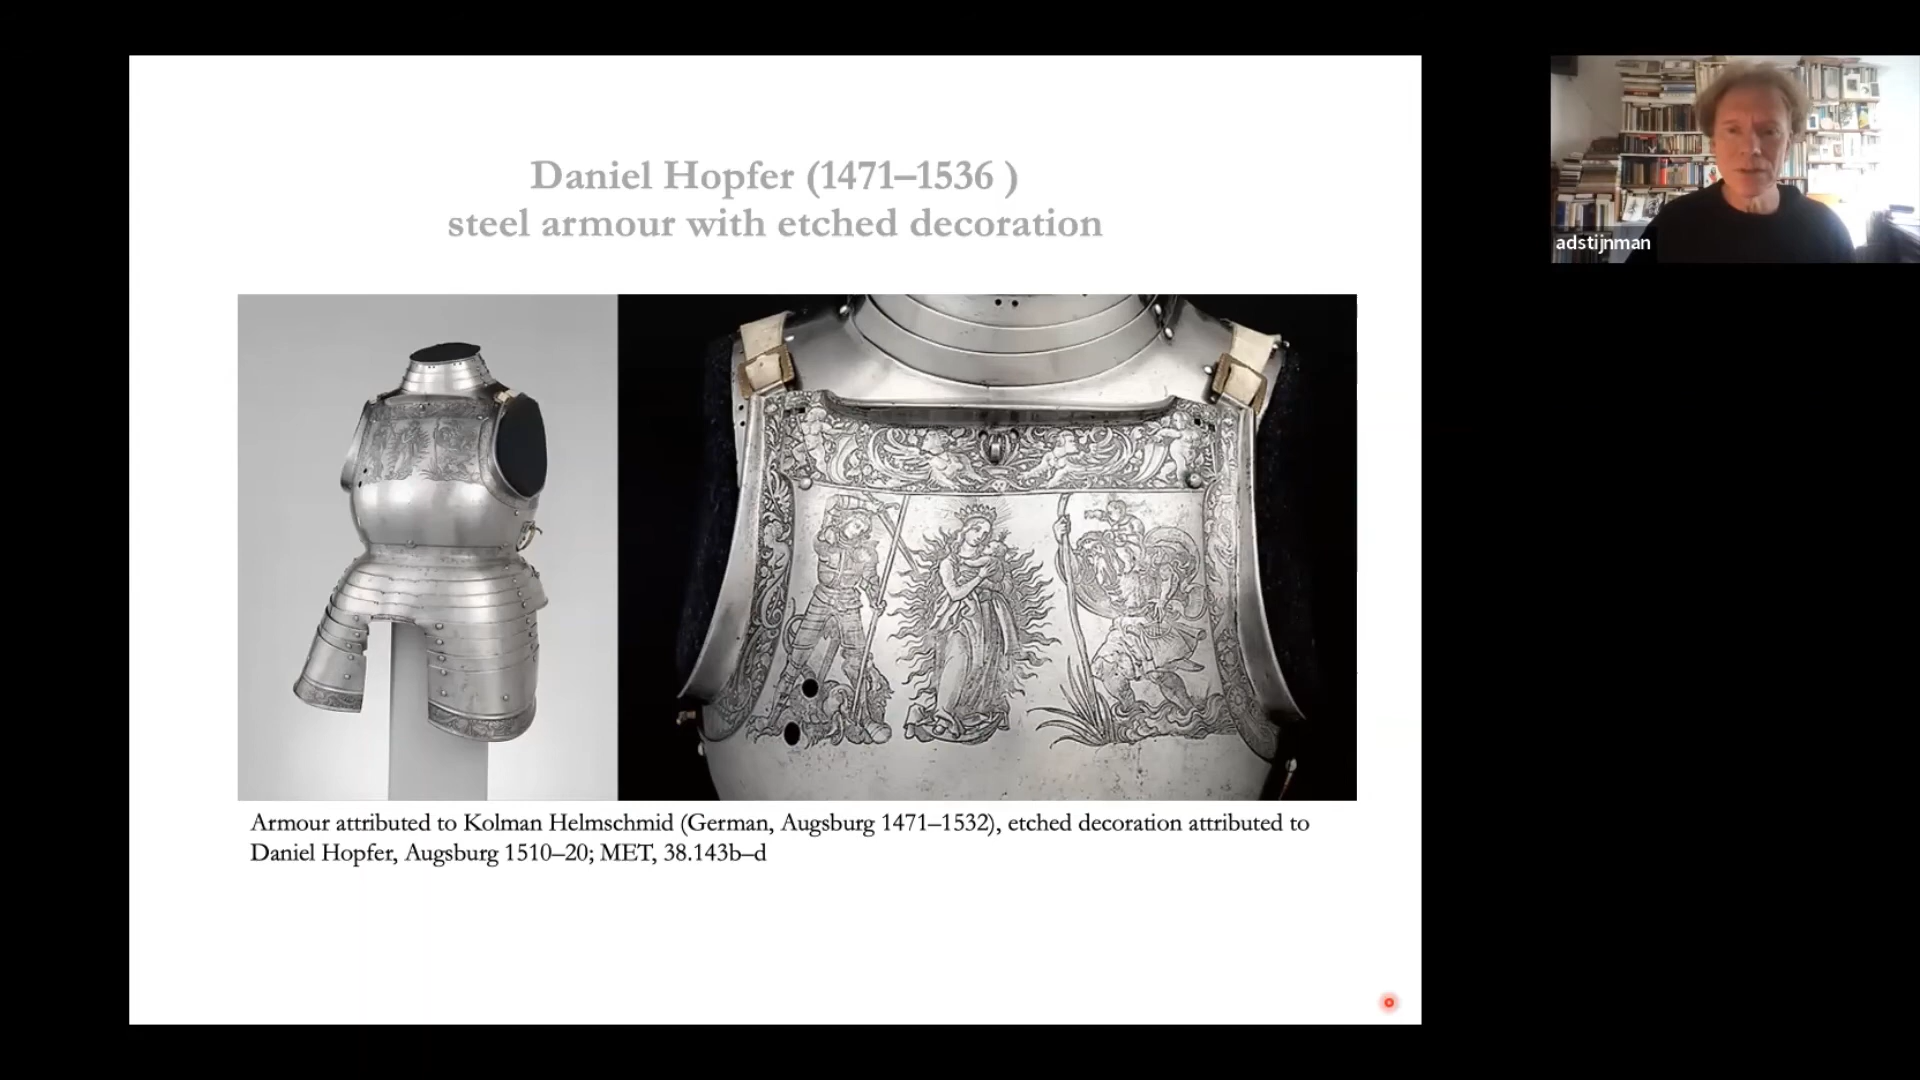 Daniel Hopfer (1471–1536 )
steel armour with etched decoration
adstijnman
Armour attributed to Kolman Helmschmid (German, Augsburg 1471–1532), etched decoration attributed to
Daniel Hopfer, Augsburg 1510–20; MET, 38.143b–d